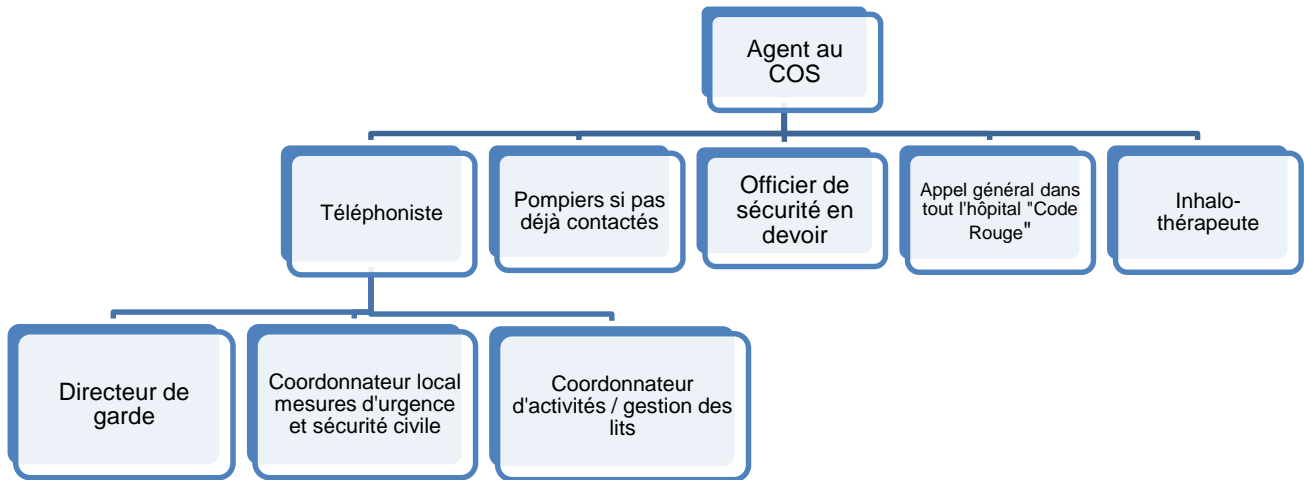 Agent au
COS
Téléphoniste
Pompiers si pas
déjà contactés
Officier de
sécurité en
devoir
Appel général dans
tout l'hôpital "Code
Rouge"
Inhalo-
thérapeute
Directeur de
garde
Coordonnateur local
mesures d'urgence
et sécurité civile
Coordonnateur
d'activités / gestion des
lits